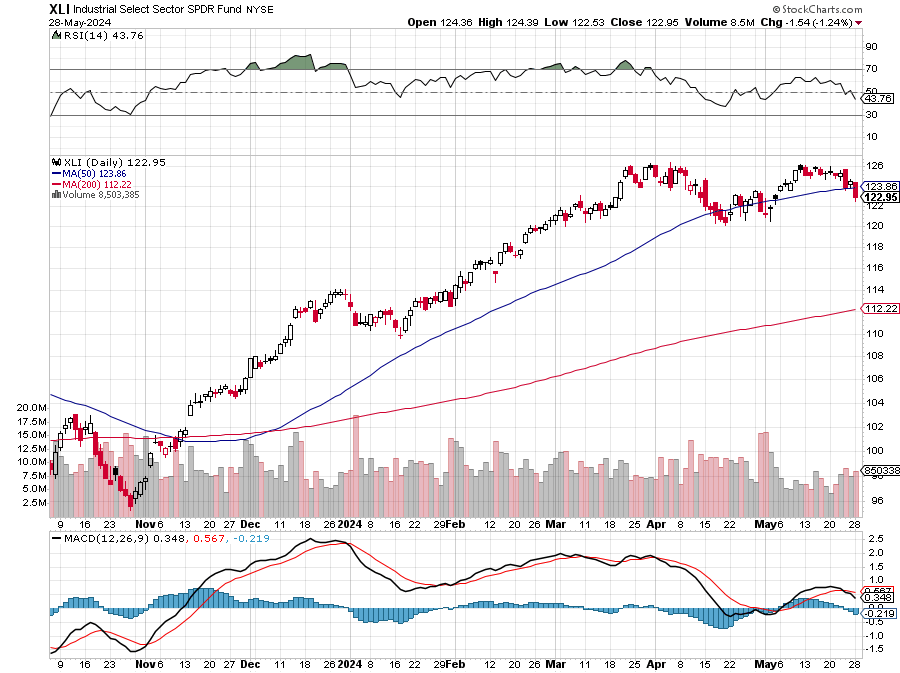 XLI Industrial Select Sector SPDR Fund NYSE © StockCharts.com
28-May-2024 Open 124.36 High 124.39 Low 122.53 Close 122.95 Volume 8.5M Chg -1.54 (-1.24%)
RSI(14) 43.76
90
70
50
43.76
30
10
XLI (Daily) 122.95
MA(50) 123.86
MA(200) 112.22
Volume 8,503,385
126
123.86
122.95
122
120
118
116
114
112.22
110
108
106
104
102
100
98
96
850338
20.0M
17.5M
15.0M
12.5M
10.0M
7.5M
5.0M
2.5M
9 16 23 Nov 6 13 20 27 Dec 11 18 26 2024 8 16 22 29 Feb 12 20 26 Mar 11 18 25 Apr 8 15 22 29 May 6 13 20 28
MACD(12,26,9) 0.348, 0.567, -0.219
2.5
2.0
1.5
1.0
0.567
0.348
0.0
-0.219
-0.5
-1.0
-1.5
9 16 23 Nov 6 13 20 27 Dec 11 18 26 2024 8 16 22 29 Feb 12 20 26 Mar 11 18 25 Apr 8 15 22 29 May 6 13 20 28